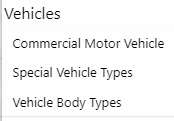 Vehicles
Commercial Motor Vehicle
Special Vehicle Types
Vehicle Body Types